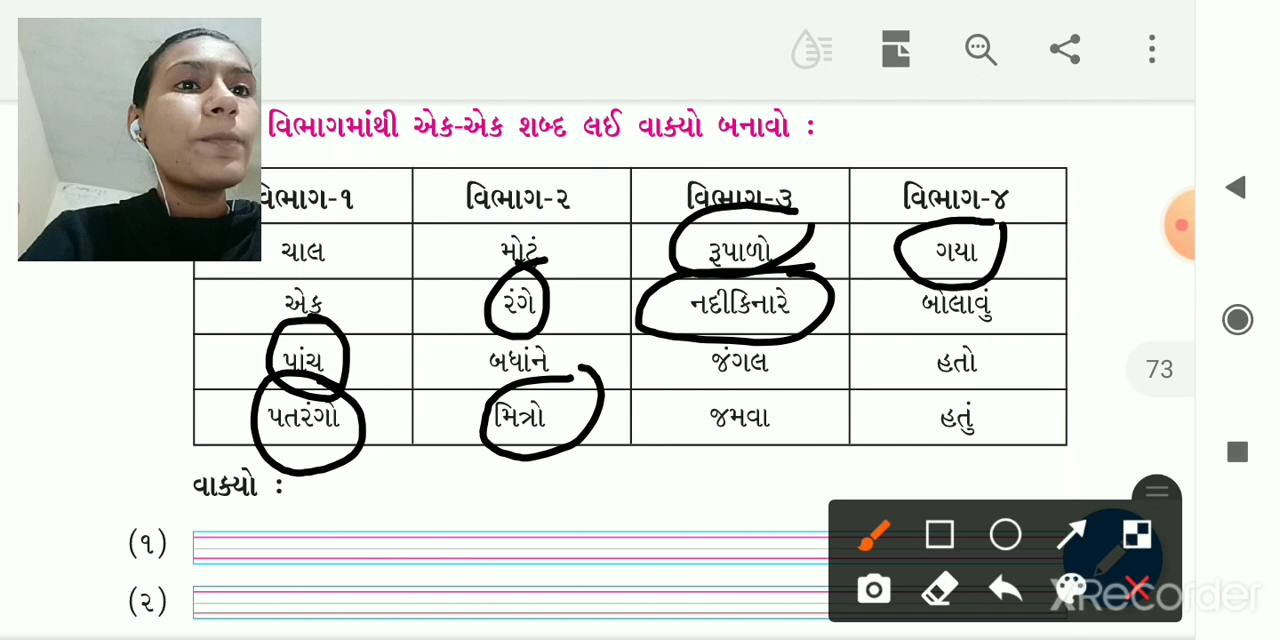 વિભાગમાંથી એક-એક શબ્દ લઈ વાક્યો બનાવો :
વિભાગ-૧ વિભાગ-૨ વિભાગ-૩ વિભાગ-૪
ચાલ મોટું રૂપાળો ગયા
એક રંગે નદીકિનારે બોલાવું
પાંચ બધાંને જંગલ હતો
પતરંગો મિત્રો જમવા હતું
73
વાક્યો :
(૧)
(૨)
XRecorder